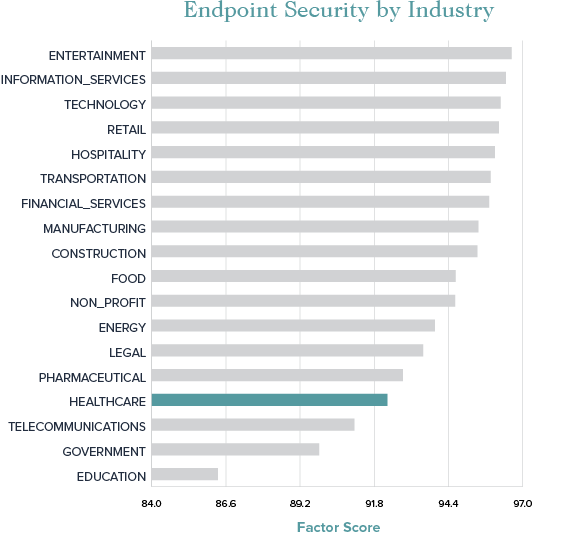 Endpoint Security by Industry
ENTERTAINMENT
INFORMATION_SERVICES
TECHNOLOGY
RETAIL
HOSPITALITY
TRANSPORTATION
FINANCIAL_SERVICES
MANUFACTURING
CONSTRUCTION
FOOD
NON_PROFIT
ENERGY
LEGAL
PHARMACEUTICAL
HEALTHCARE
TELECOMMUNICATIONS
GOVERNMENT
EDUCATION
84.0 86.6 89.2 91.8 94.4 97.0
Factor Score